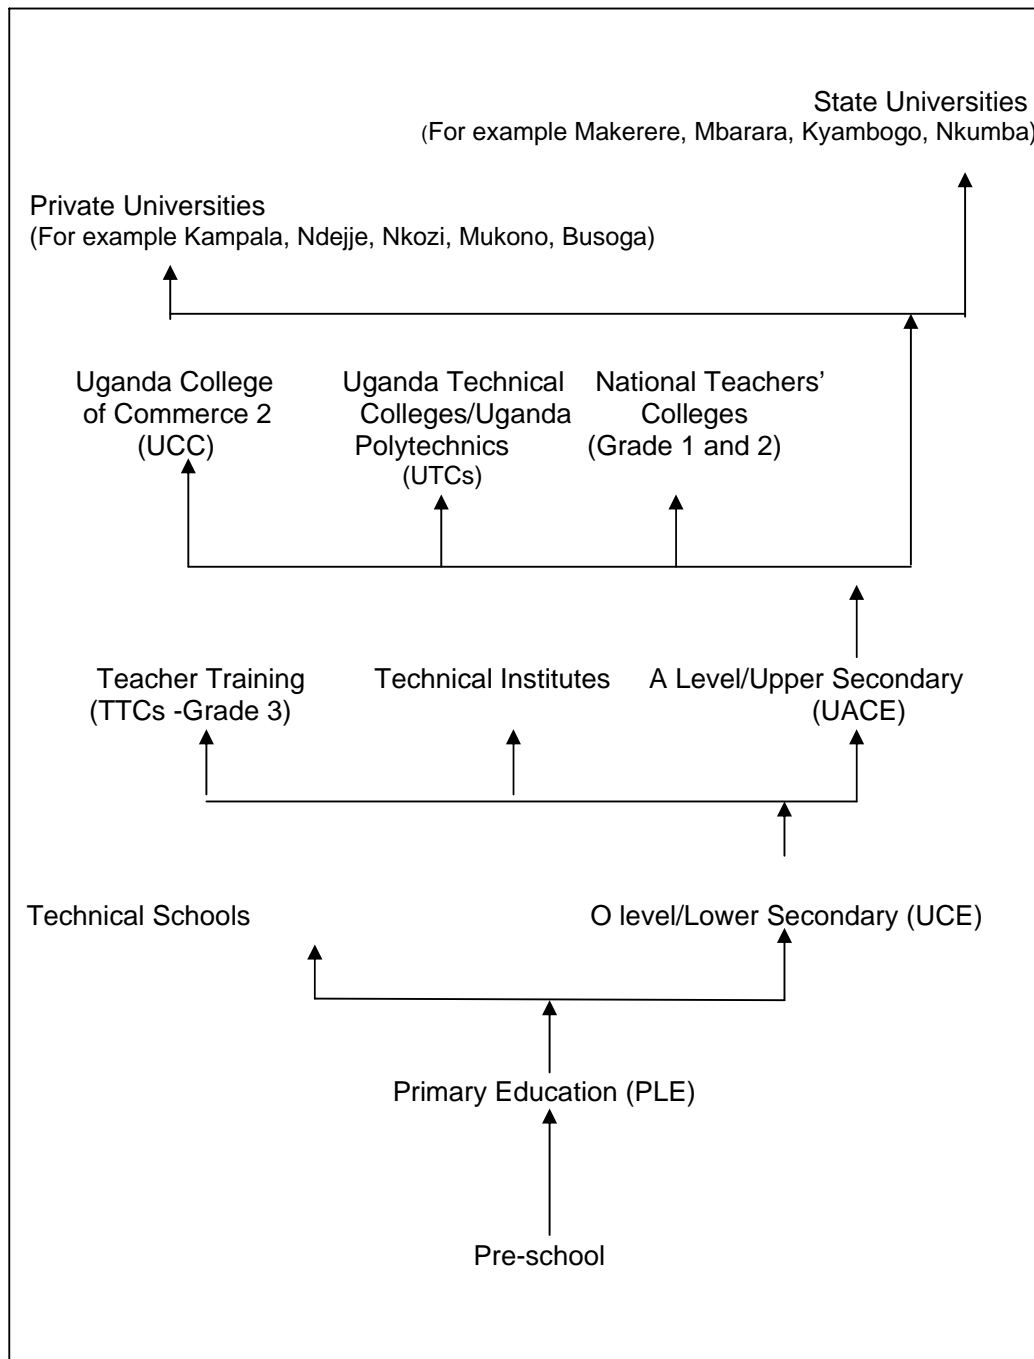 State Universities
(For example Makerere, Mbarara, Kyambogo, Nkumba)
Private Universities
(For example Kampala, Ndejje, Nkozi, Mukono, Busoga)
Uganda College
of Commerce 2
(UCC)
Uganda Technical
Colleges/Uganda
Polytechnics
(UTCs)
National Teachers’
Colleges
(Grade 1 and 2)
Teacher Training
(TTCs -Grade 3)
Technical Institutes
A Level/Upper Secondary
(UACE)
Technical Schools
O level/Lower Secondary (UCE)
Primary Education (PLE)
Pre-school